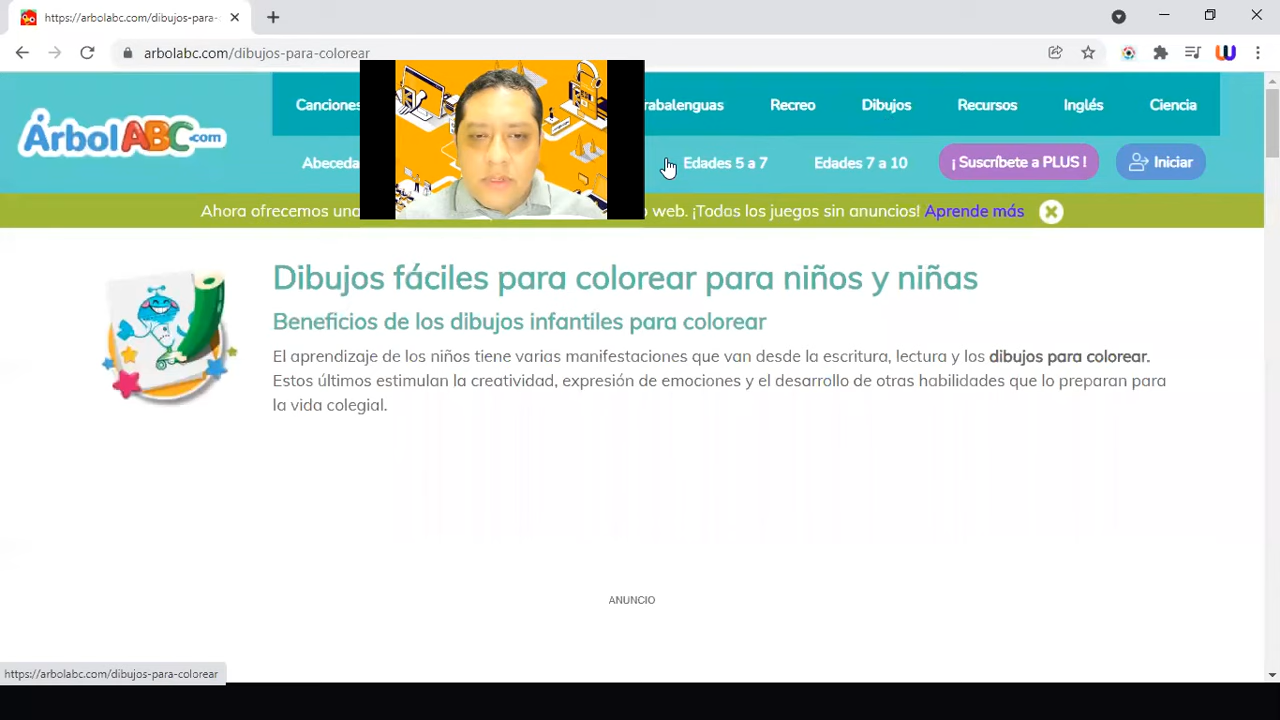 https://arbolabc.com/dibujos-para-
arbolabc.com/dibujos-para-colorear
ÁrbolABC.com
Canciones
Dibujos
Recreo
Recursos
Inglés
Ciencia
Edades 5 a 7
Edades 7 a 10
¡ Suscríbete a PLUS !
Iniciar
Ahora ofrecemos
web. ¡Todas los juegos sin anuncios! Aprende más
Dibujos fáciles para colorear para niños y niñas
Beneficios de los dibujos infantiles para colorear
El aprendizaje de los niños tiene varias manifestaciones que van desde la escritura, lectura y los dibujos para colorear.
Estos últimos estimulan la creatividad, expresión de emociones y el desarrollo de otras habilidades que lo preparan para
la vida colegial.
ANUNCIO
https://arbolabc.com/dibujos-para-colorear